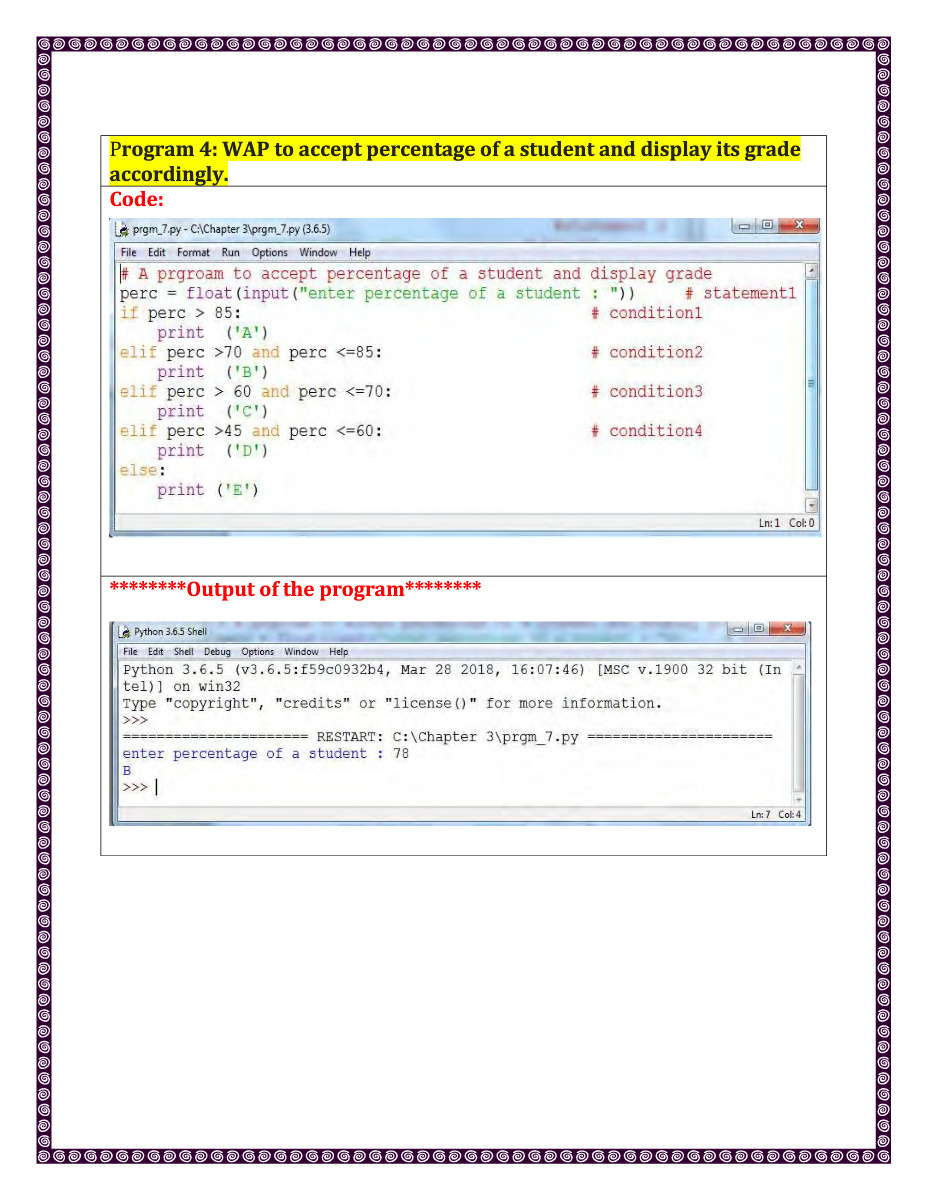 Program 4: WAP to accept percentage of a student and display its grade
accordingly.
Code:
prgm_7.py - C:\Chapter 3\prgm_7.py (3.6.5)
File Edit Format Run Options Window Help
# A prgroam to accept percentage of a student and display grade
perc = float(input("enter percentage of a student : ")) # statement1
if perc > 85: # condition1
    print  ('A')
elif perc >70 and perc <=85: # condition2
    print  ('B')
elif perc > 60 and perc <=70: # condition3
    print  ('C')
elif perc >45 and perc <=60: # condition4
    print  ('D')
else:
    print ('E')
Ln: 1 Col: 0
********Output of the program********
Python 3.6.5 Shell
File Edit Shell Debug Options Window Help
Python 3.6.5 (v3.6.5:f59c0932b4, Mar 28 2018, 16:07:46) [MSC v.1900 32 bit (In
tel)] on win32
Type "copyright", "credits" or "license()" for more information.
>>>
====================== RESTART: C:\Chapter 3\prgm_7.py ======================
enter percentage of a student : 78
B
>>>
Ln: 7 Col: 4